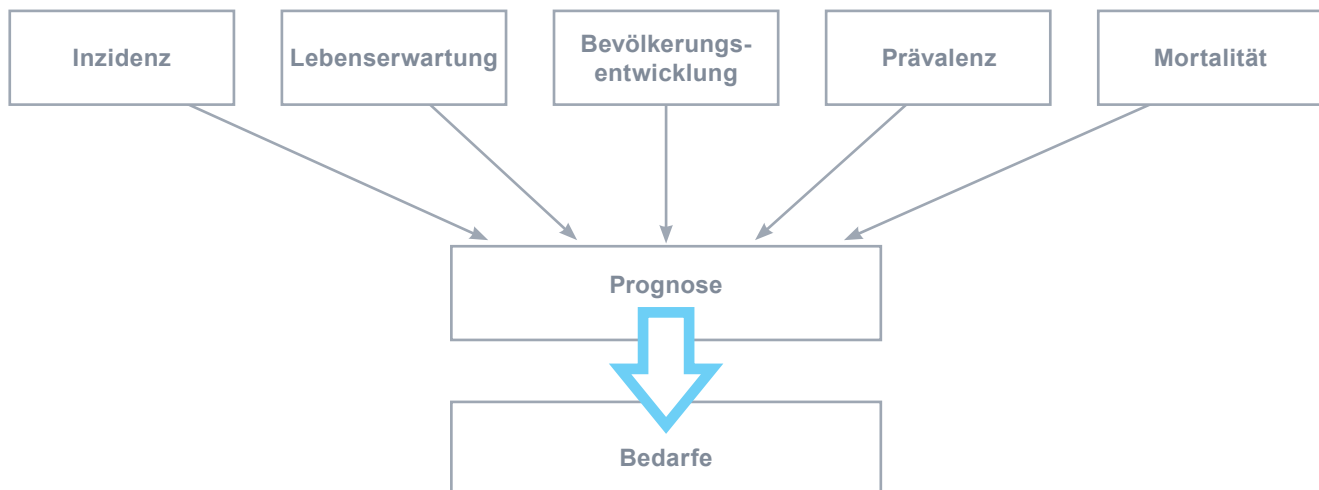 Inzidenz
Lebenserwartung
Bevölkerungs-
entwicklung
Prävalenz
Mortalität
Prognose
Bedarfe